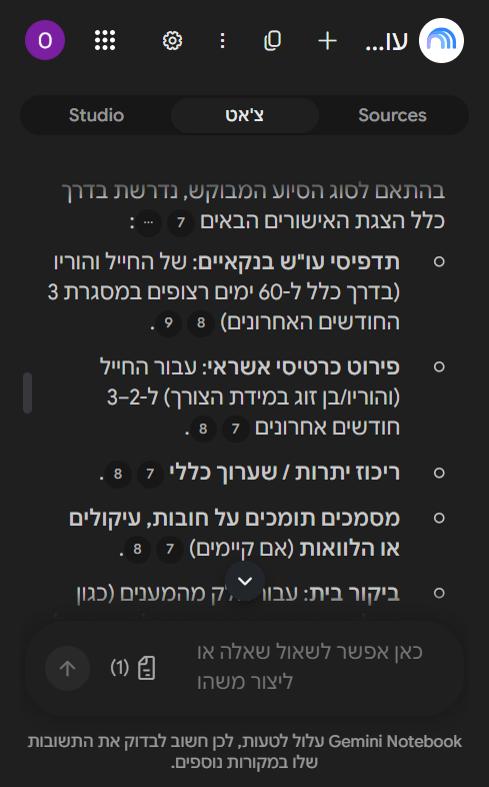 עו...
O
Sources
צ'אט
Studio
בהתאם לסוג הסיוע המבוקש, נדרשת בדרך
כלל הצגת האישורים הבאים 7 ... :
תדפיסי עו"ש בנקאיים: של החייל והוריו
(בדרך כלל ל-60 ימים רצופים במסגרת 3
החודשים האחרונים) 8 9 .
פירוט כרטיסי אשראי: עבור החייל
(והוריו/בן זוג במידת הצורך) ל-2–3
חודשים אחרונים 7 8 .
ריכוז יתרות / שערוך כללי 7 8 .
מסמכים תומכים על חובות, עיקולים
או הלוואות (אם קיימים) 7 8 .
ביקור בית: עבור חלק מהמענים (כגון
כאן אפשר לשאול שאלה או
ליצור משהו
(1)
Gemini Notebook עלול לטעות, לכן חשוב לבדוק את התשובות
שלו במקורות נוספים.